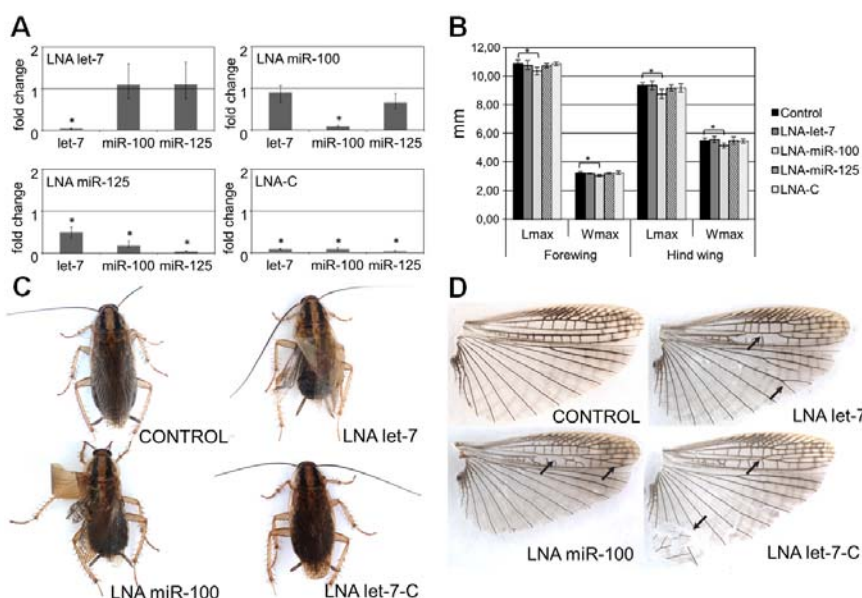 A
LNA let-7
fold change
2
1
0
*
let-7 miR-100 miR-125
LNA miR-100
fold change
2
1
0
*
let-7 miR-100 miR-125
LNA miR-125
fold change
2
1
0
* * *
let-7 miR-100 miR-125
LNA-C
fold change
2
1
0
* * *
let-7 miR-100 miR-125
B
mm
12,00
10,00
8,00
6,00
4,00
2,00
0,00
* * * *
Lmax Wmax Lmax Wmax
Forewing Hind wing
Control
LNA-let-7
LNA-miR-100
LNA-miR-125
LNA-C
C
CONTROL
LNA let-7
LNA miR-100
LNA let-7-C
D
CONTROL
LNA let-7
LNA miR-100
LNA let-7-C